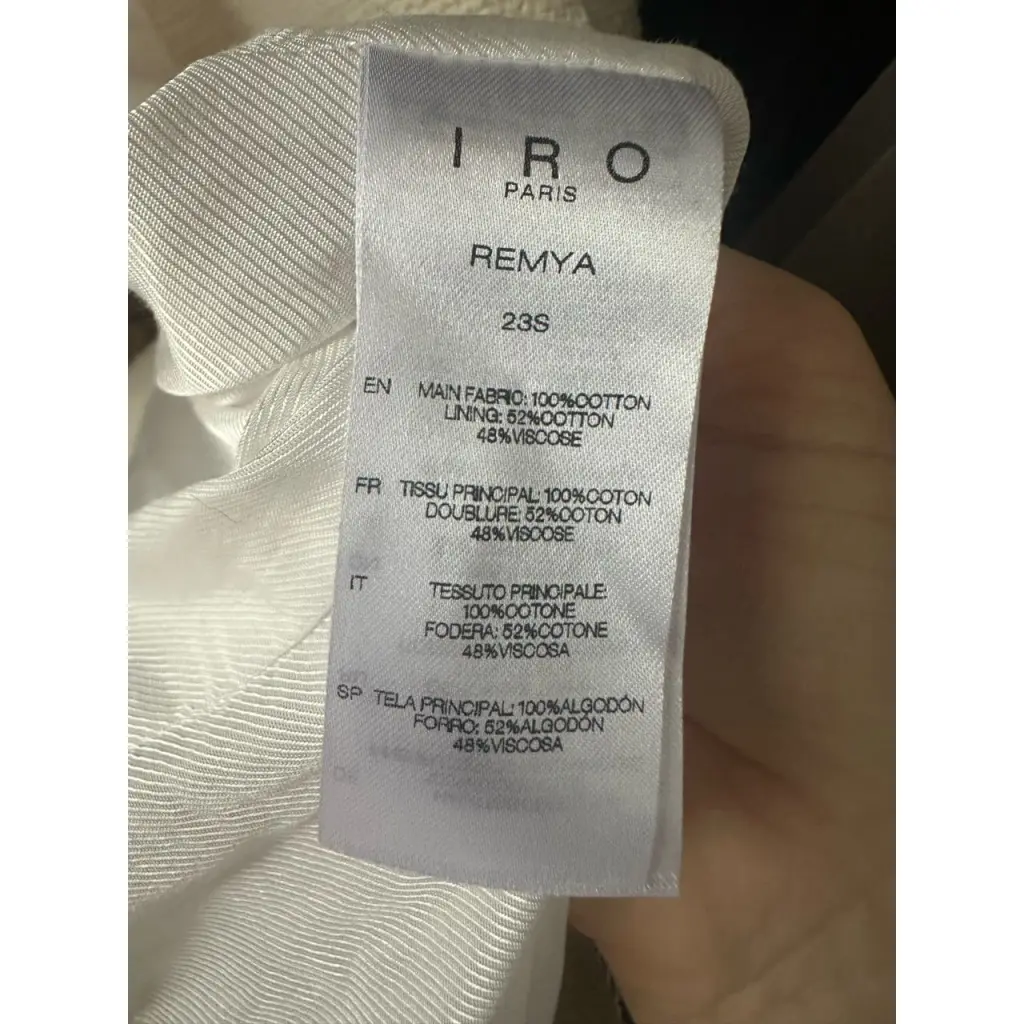 IRO
PARIS
REMYA
23S
EN MAIN FABRIC: 100%COTTON
LINING: 52%COTTON
48%VISCOSE
FR TISSU PRINCIPAL: 100%COTON
DOUBLURE: 52%COTON
48%VISCOSE
IT TESSUTO PRINCIPALE:
100%COTONE
FODERA: 52%COTONE
48%VISCOSA
SP TELA PRINCIPAL: 100%ALGODÓN
FORRO: 52%ALGODÓN
48%VISCOSA